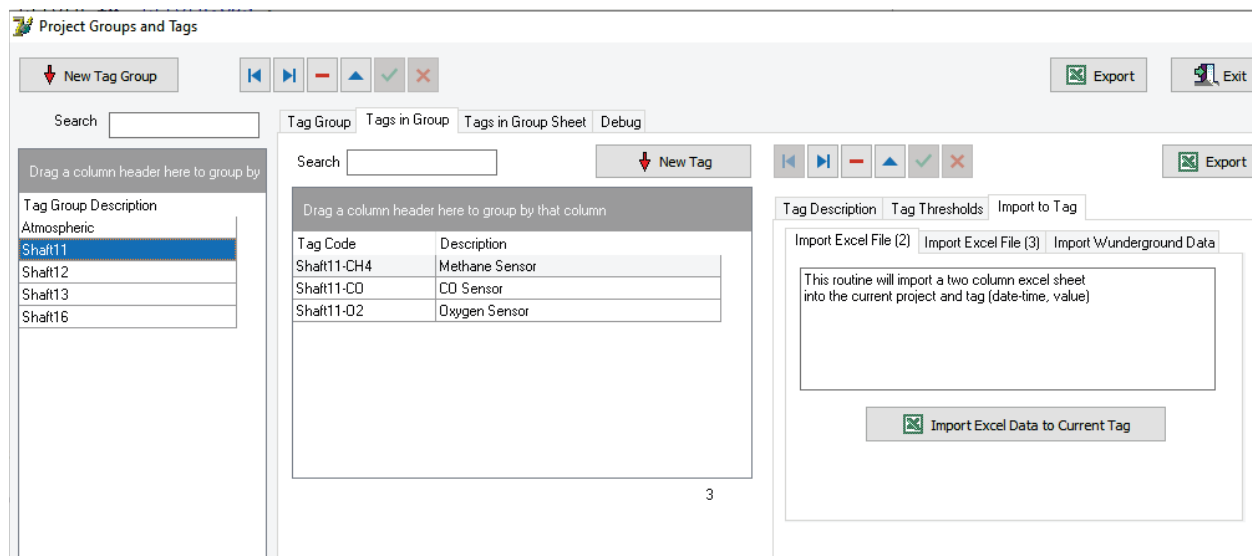 Project Groups and Tags
New Tag Group
Export
Exit
Search
Drag a column header here to group by
Tag Group Description
Atmospheric
Shaft11
Shaft12
Shaft13
Shaft16
Tag Group Tags in Group Tags in Group Sheet Debug
Search
New Tag
Drag a column header here to group by that column
Tag Code Description
Shaft11-CH4 Methane Sensor
Shaft11-CO CO Sensor
Shaft11-O2 Oxygen Sensor
3
Export
Tag Description Tag Thresholds Import to Tag
Import Excel File (2) Import Excel File (3) Import Wunderground Data
This routine will import a two column excel sheet
into the current project and tag (date-time, value)
Import Excel Data to Current Tag